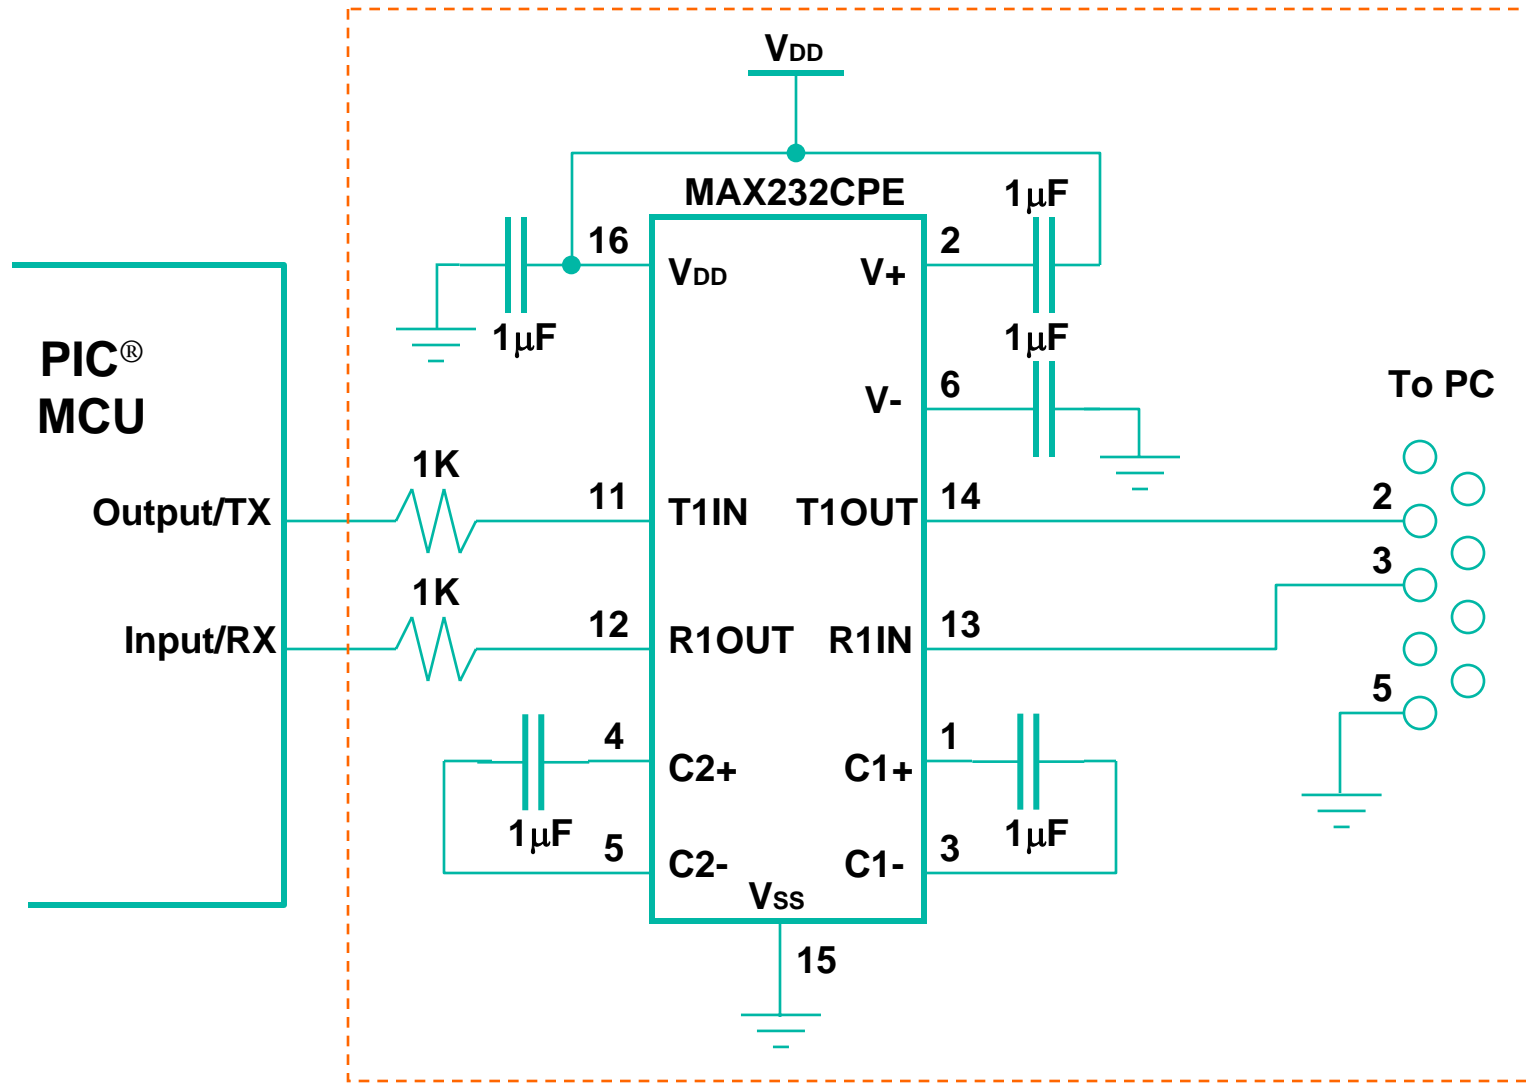 VDD
MAX232CPE
1μF
16
2
VDD
V+
1μF
1μF
PIC®
MCU
6
V-
To PC
1K
11
14
2
Output/TX
T1IN
T1OUT
3
1K
12
13
Input/RX
R1OUT
R1IN
5
4
1
C2+
C1+
1μF
1μF
5
3
C2-
C1-
VSS
15